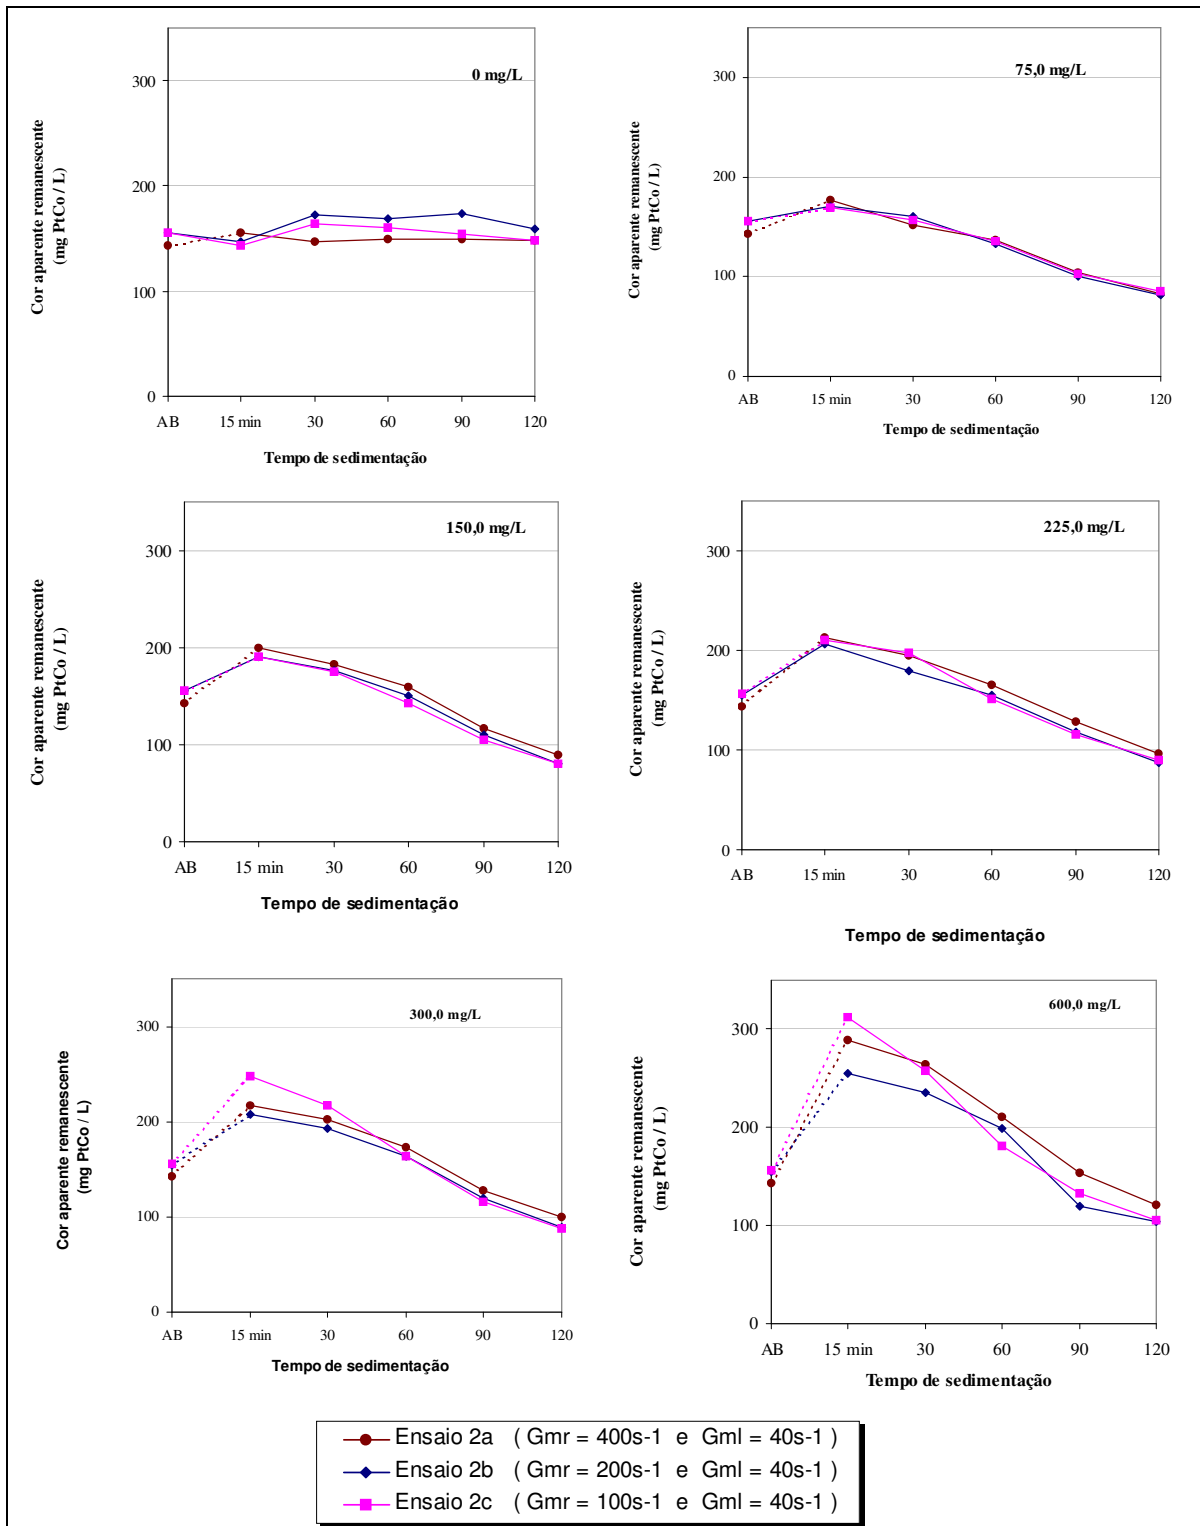 0 mg/L
Cor aparente remanescente
(mg PtCo / L)
300
200
100
0
AB 15 min 30 60 90 120
Tempo de sedimentação
75,0 mg/L
Cor aparente remanescente
(mg PtCo / L)
300
200
100
0
AB 15 min 30 60 90 120
Tempo de sedimentação
150,0 mg/L
Cor aparente remanescente
(mg PtCo / L)
300
200
100
0
AB 15 min 30 60 90 120
Tempo de sedimentação
225,0 mg/L
Cor aparente remanescente
(mg PtCo / L)
300
200
100
0
AB 15 min 30 60 90 120
Tempo de sedimentação
300,0 mg/L
Cor aparente remanescente
(mg PtCo / L)
300
200
100
0
AB 15 min 30 60 90 120
Tempo de sedimentação
600,0 mg/L
Cor aparente remanescente
(mg PtCo / L)
300
200
100
0
AB 15 min 30 60 90 120
Tempo de sedimentação
Ensaio 2a ( Gmr = 400s-1 e Gml = 40s-1 )
Ensaio 2b ( Gmr = 200s-1 e Gml = 40s-1 )
Ensaio 2c ( Gmr = 100s-1 e Gml = 40s-1 )